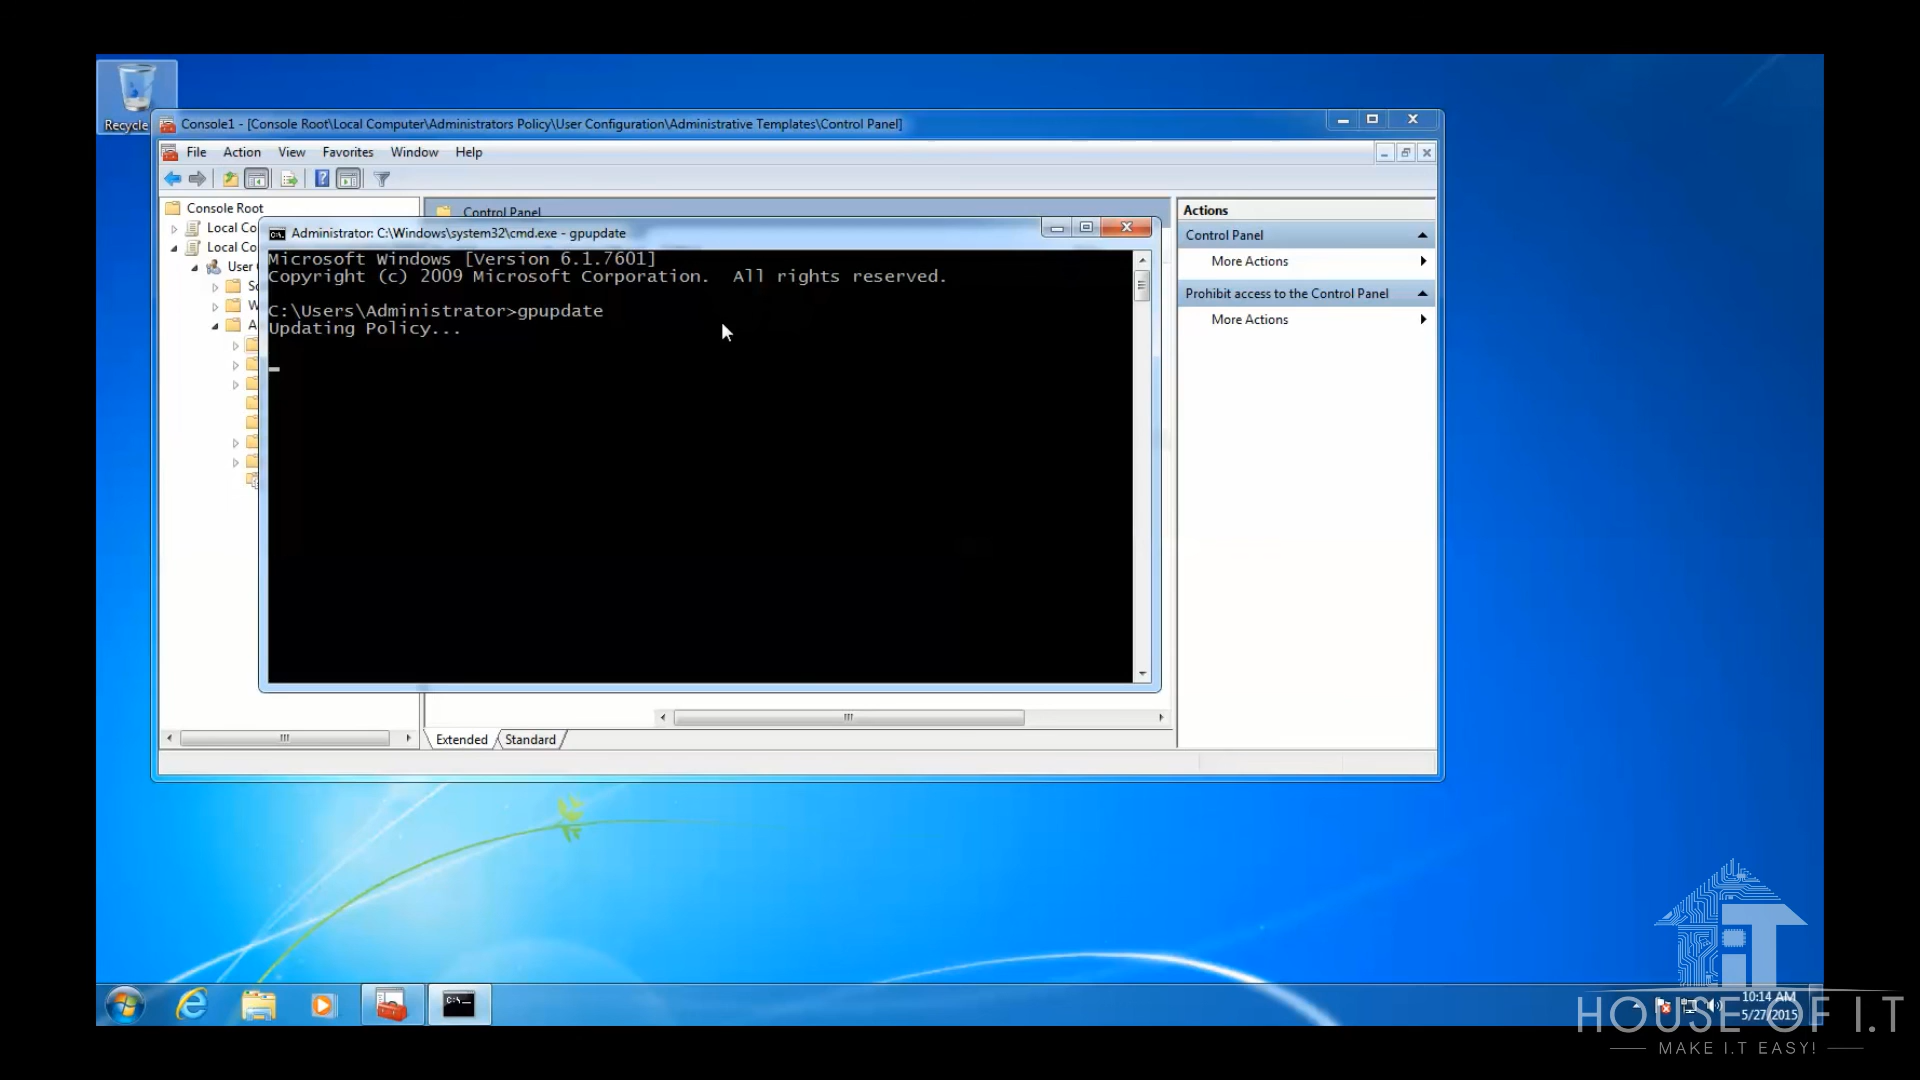 Recycle
Console1 - [Console Root\Local Computer\Administrators Policy\User Configuration\Administrative Templates\Control Panel]
File Action View Favorites Window Help
Console Root
Local Co
Local Co
User
Control Panel
Administrator: C:\Windows\system32\cmd.exe - gpupdate
Microsoft Windows [Version 6.1.7601]
Copyright (c) 2009 Microsoft Corporation. All rights reserved.
C:\Users\Administrator>gpupdate
Updating Policy...
Actions
Control Panel
More Actions
Prohibit access to the Control Panel
More Actions
Extended Standard
10:14 AM
5/27/2015
iT
HOUSE OF I.T
MAKE I.T EASY!